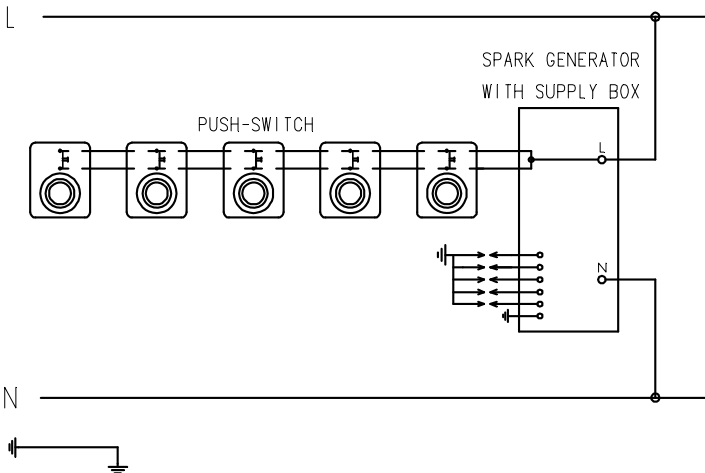 L
SPARK GENERATOR
WITH SUPPLY BOX
PUSH-SWITCH
L
N
N